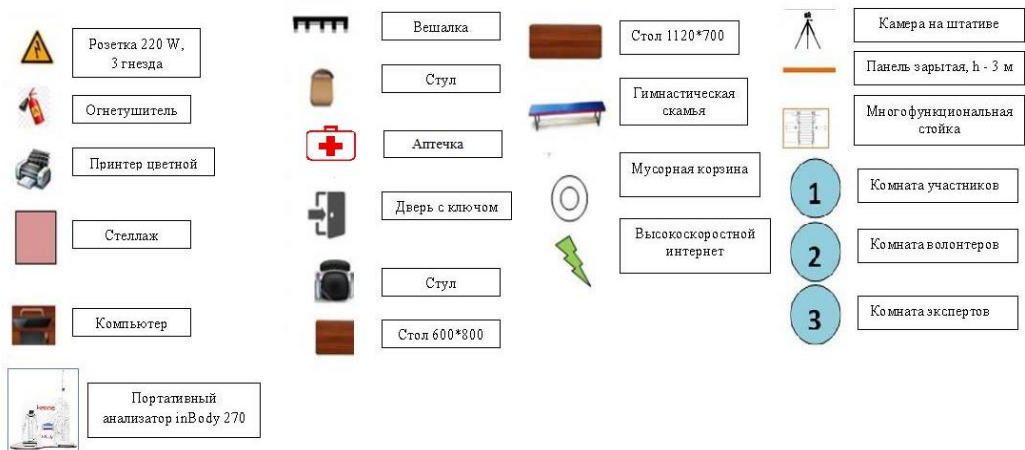 Розетка 220 W,
3 гнезда
Огнетушитель
Принтер цветной
Стеллаж
Компьютер
Портативный
анализатор inBody 270
Вешалка
Стул
Аптечка
Дверь с ключом
Стул
Стол 600*800
Стол 1120*700
Гимнастическая
скамья
Мусорная корзина
Высокоскоростной
интернет
Камера на штативе
Панель зарытая, h - 3 м
Многофункциональная
стойка
1
Комната участников
2
Комната волонтеров
3
Комната экспертов